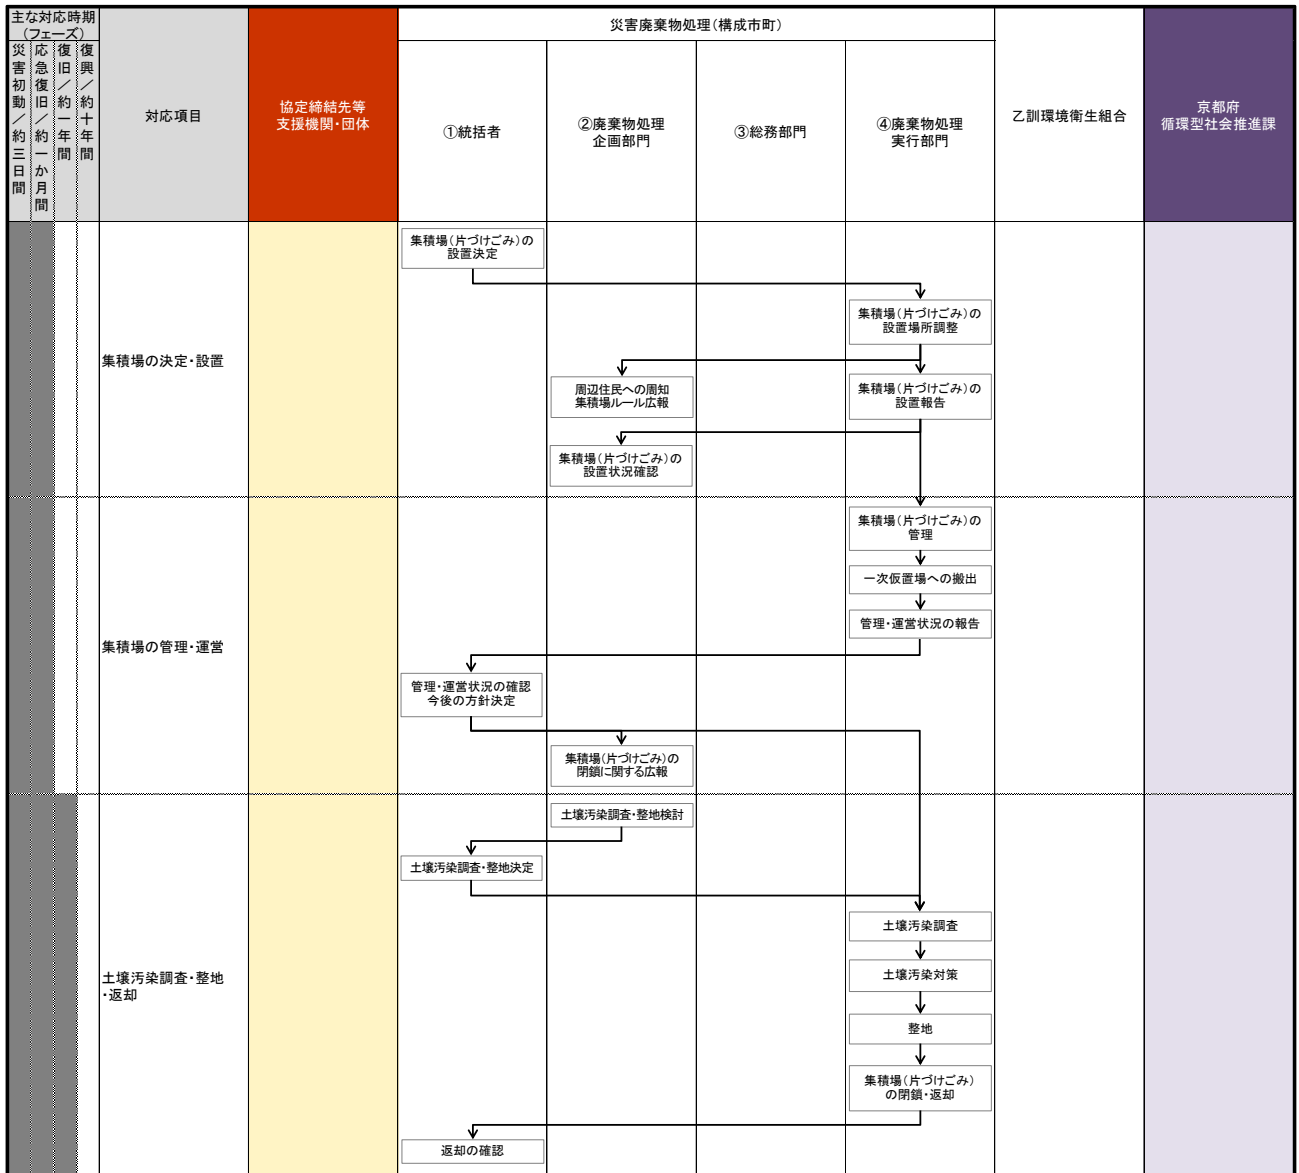 主な対応時期
(フェーズ)
災害初動/約三日間
応急復旧/約一か月間
復旧/約一年間
復興/約十年間
対応項目
協定締結先等
支援機関・団体
災害廃棄物処理(構成市町)
①統括者
②廃棄物処理
企画部門
③総務部門
④廃棄物処理
実行部門
乙訓環境衛生組合
京都府
循環型社会推進課
集積場の決定・設置
集積場(片づけごみ)の
設置決定
集積場(片づけごみ)の
設置場所調整
周辺住民への周知
集積場ルール広報
集積場(片づけごみ)の
設置報告
集積場(片づけごみ)の
設置状況確認
集積場の管理・運営
集積場(片づけごみ)の
管理
一次仮置場への搬出
管理・運営状況の報告
管理・運営状況の確認
今後の方針決定
集積場(片づけごみ)の
閉鎖に関する広報
土壌汚染調査・整地
・返却
土壌汚染調査・整地検討
土壌汚染調査・整地決定
土壌汚染調査
土壌汚染対策
整地
集積場(片づけごみ)
の閉鎖・返却
返却の確認